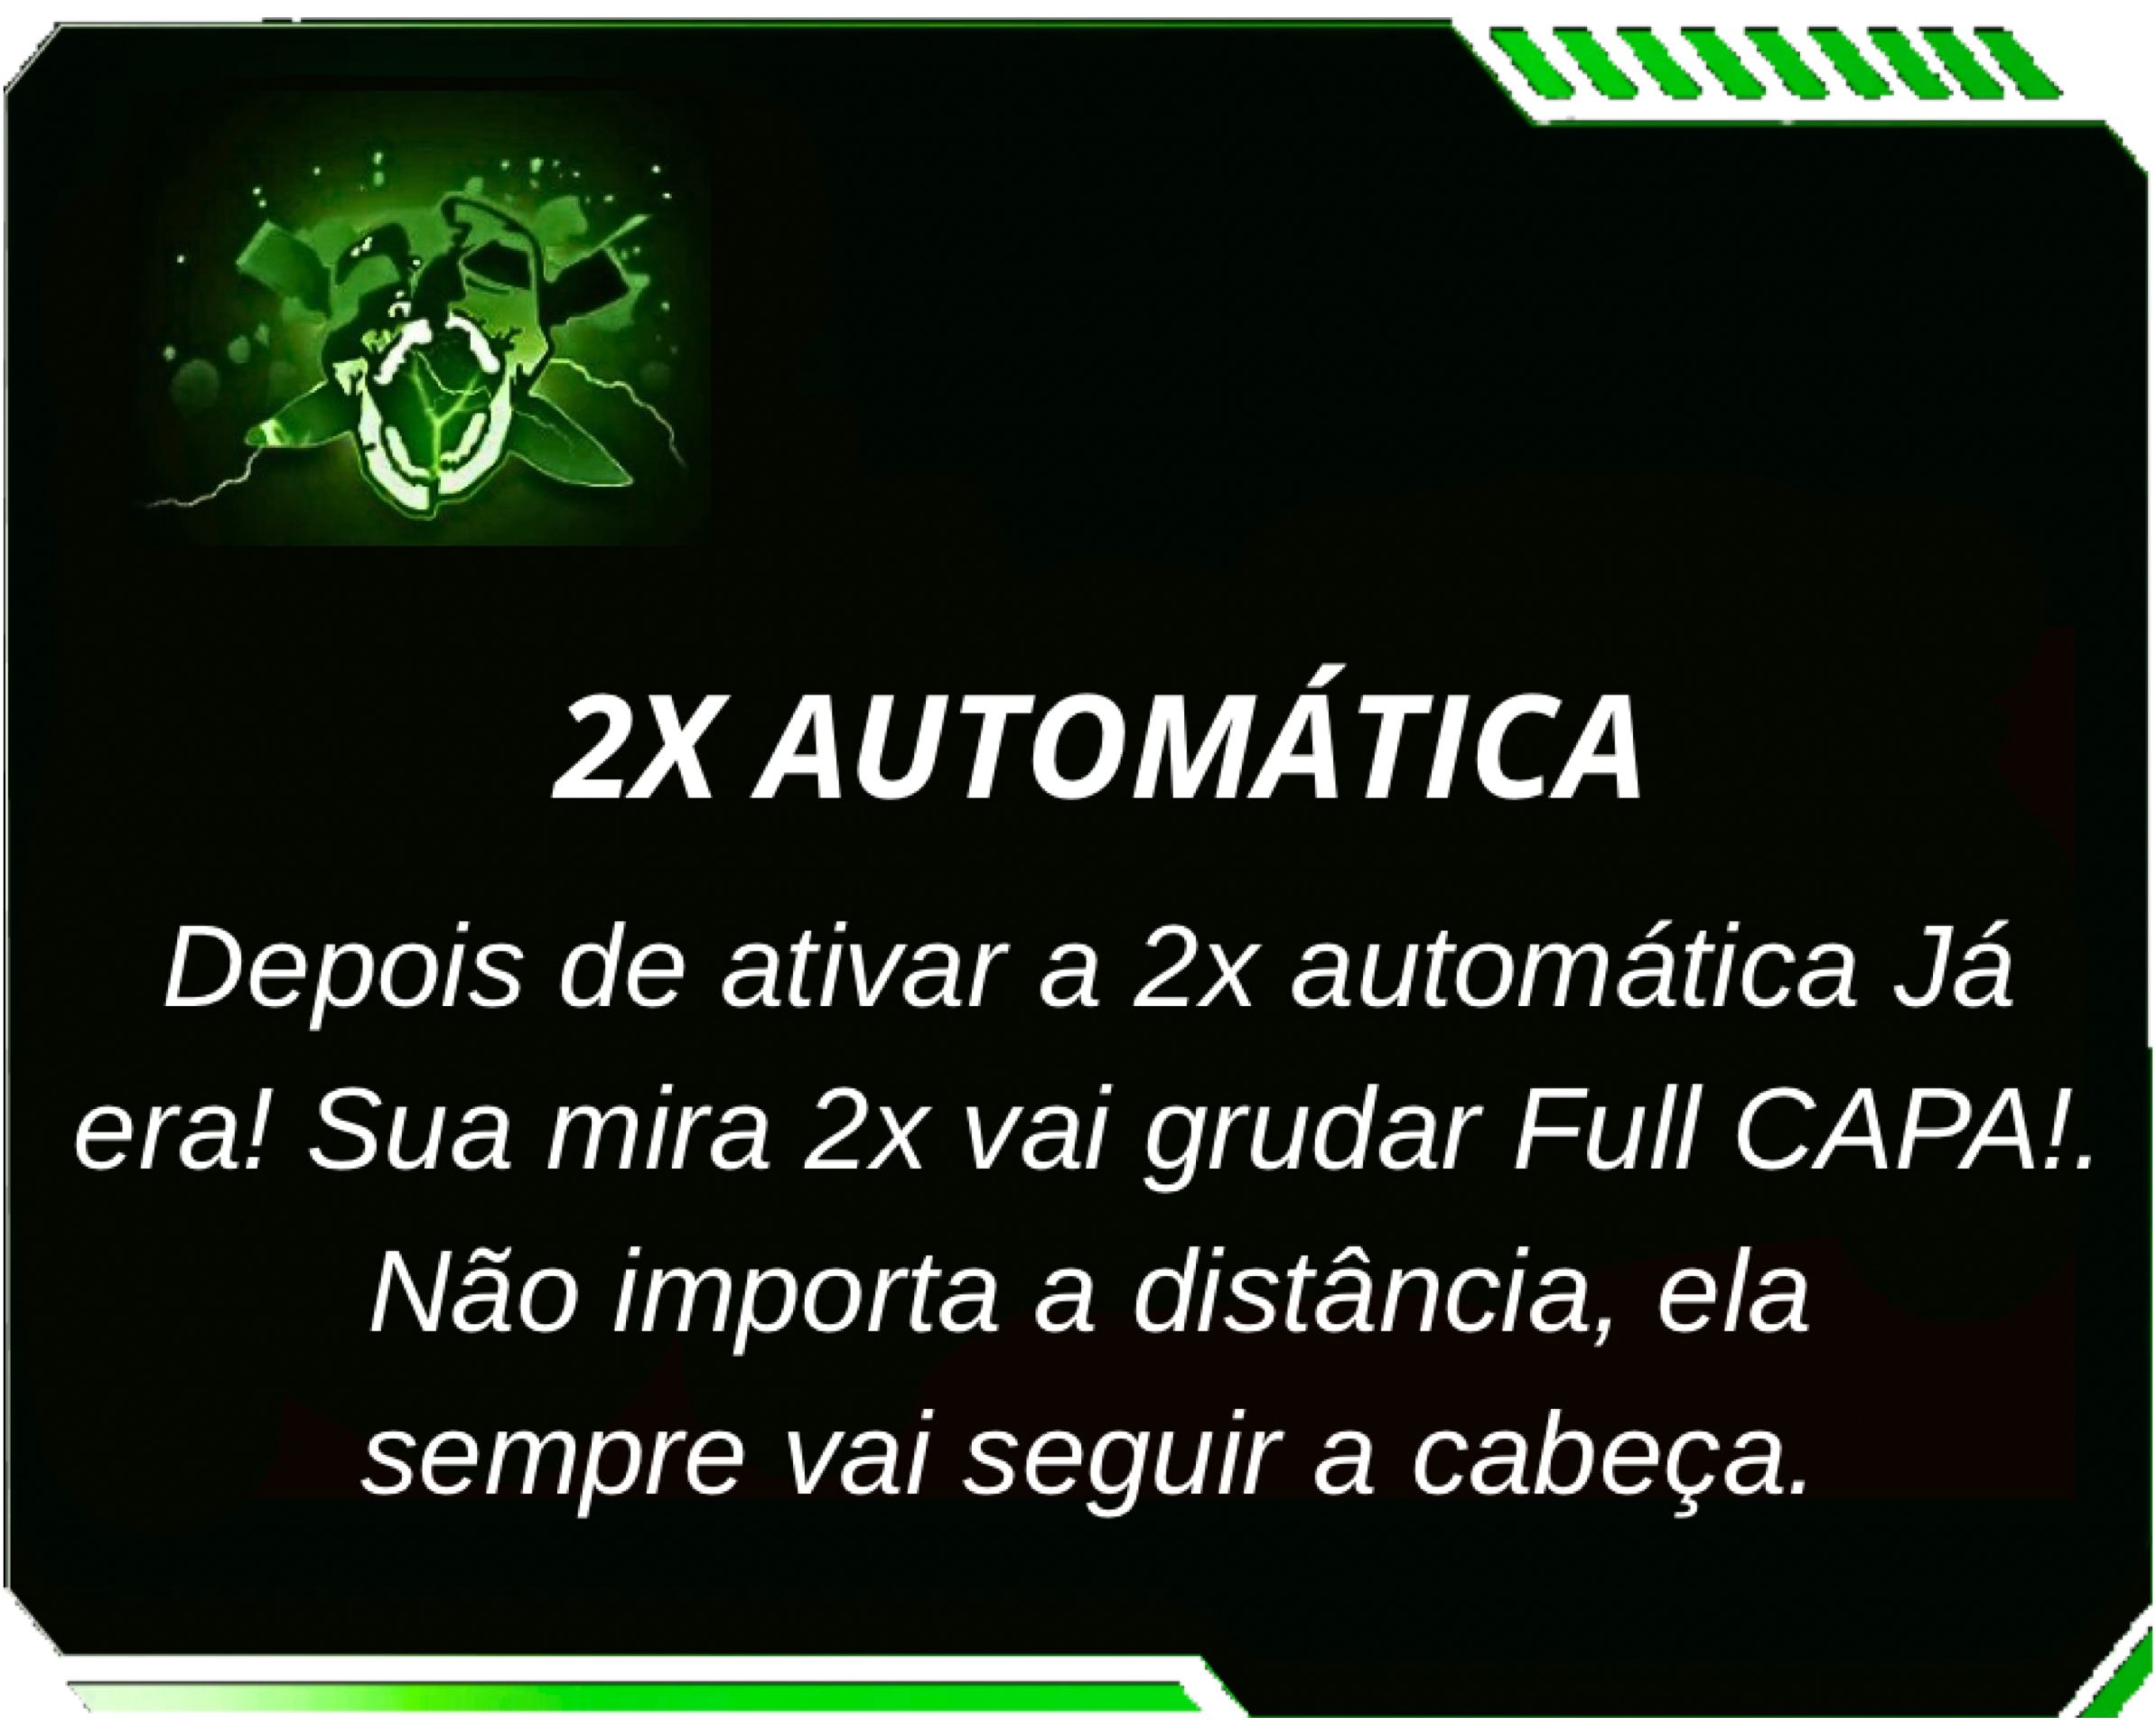 2X AUTOMÁTICA
Depois de ativar a 2x automática Já
era! Sua mira 2x vai grudar Full CAPA!.
Não importa a distância, ela
sempre vai seguir a cabeça.